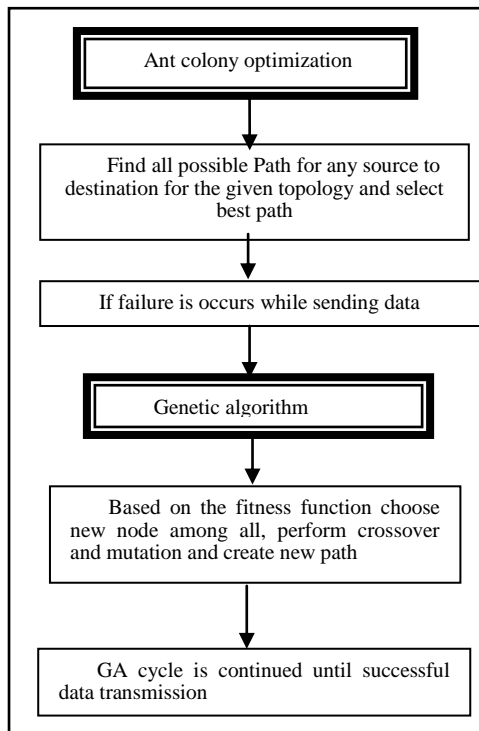 Ant colony optimization
Find all possible Path for any source to
destination for the given topology and select
best path
If failure is occurs while sending data
Genetic algorithm
Based on the fitness function choose
new node among all, perform crossover
and mutation and create new path
GA cycle is continued until successful
data transmission